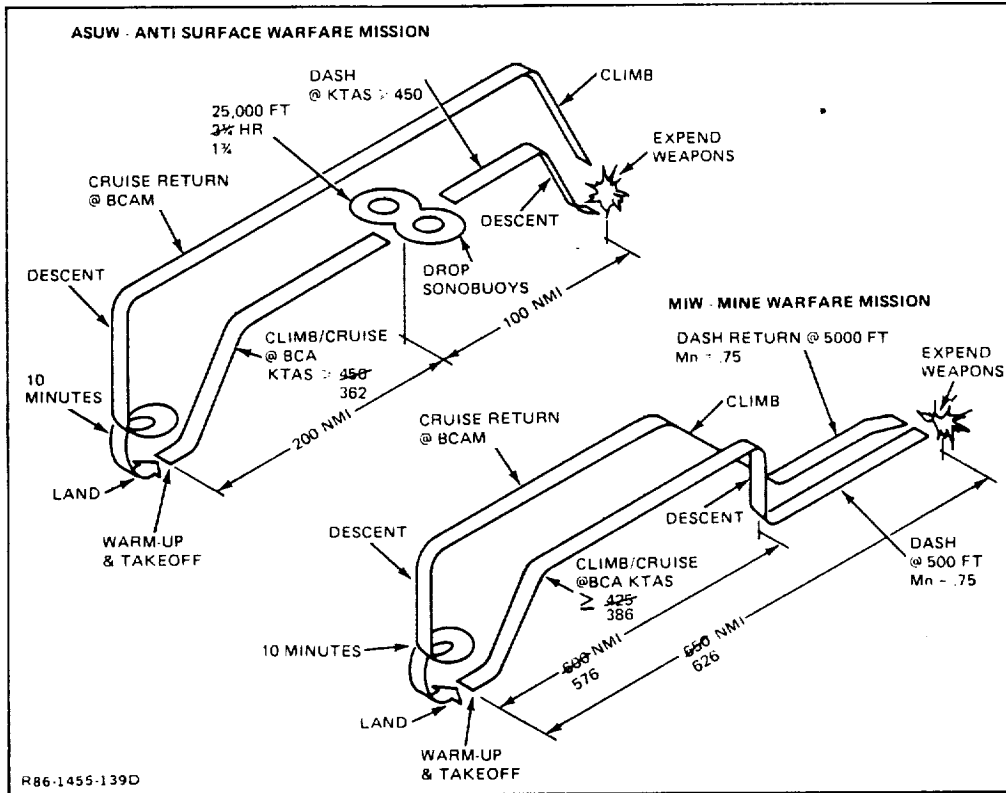 ASUW - ANTI SURFACE WARFARE MISSION
DASH
@ KTAS > 450
CLIMB
25,000 FT
HR
1¾
EXPEND
WEAPONS
CRUISE RETURN
@ BCAM
DESCENT
DESCENT
DROP
SONOBUOYS
100 NMI
CLIMB/CRUISE
@ BCA
KTAS > 450
362
200 NMI
10
MINUTES
LAND
WARM-UP
& TAKEOFF
MIW - MINE WARFARE MISSION
DASH RETURN @ 5000 FT
Mn = .75
EXPEND
WEAPONS
CLIMB
CRUISE RETURN
@ BCAM
DESCENT
DESCENT
DASH
@ 500 FT
Mn - .75
CLIMB/CRUISE
@BCA KTAS
≥ 425
386
600 NMI
576
650 NMI
626
10 MINUTES
LAND
WARM-UP
& TAKEOFF
R86-1455-139D